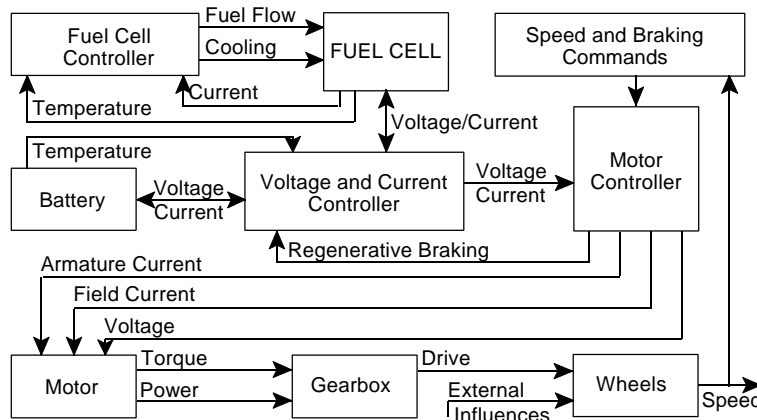 Fuel Flow
Fuel Cell
Controller
Cooling
FUEL CELL
Speed and Braking
Commands
Current
Temperature
Voltage/Current
Temperature
Battery
Voltage
Current
Voltage and Current
Controller
Voltage
Current
Motor
Controller
Regenerative Braking
Armature Current
Field Current
Voltage
Motor
Torque
Power
Gearbox
Drive
External
Influences
Wheels
Speed